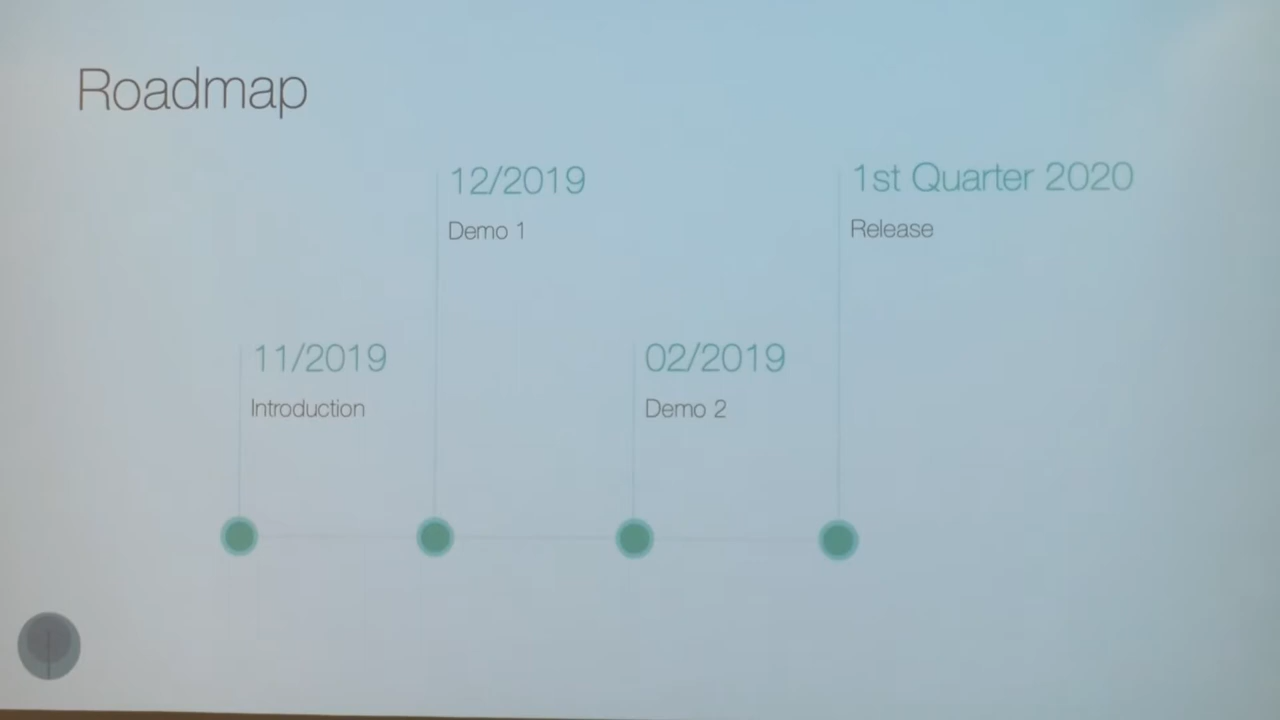 Roadmap
11/2019
Introduction
12/2019
Demo 1
02/2019
Demo 2
1st Quarter 2020
Release